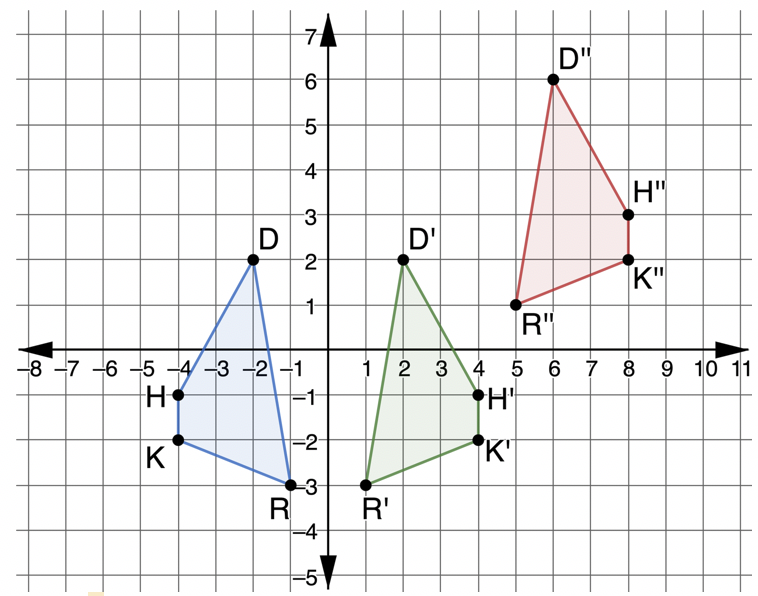 7
D"
6
5
4
H"
3
D
D'
2
K"
1
R"
–8 –7 –6 –5 –4 –3 –2 –1 1 2 3 4 5 6 7 8 9 10 11
H
–1
H'
K
–2
K'
–3
R
R'
–4
–5